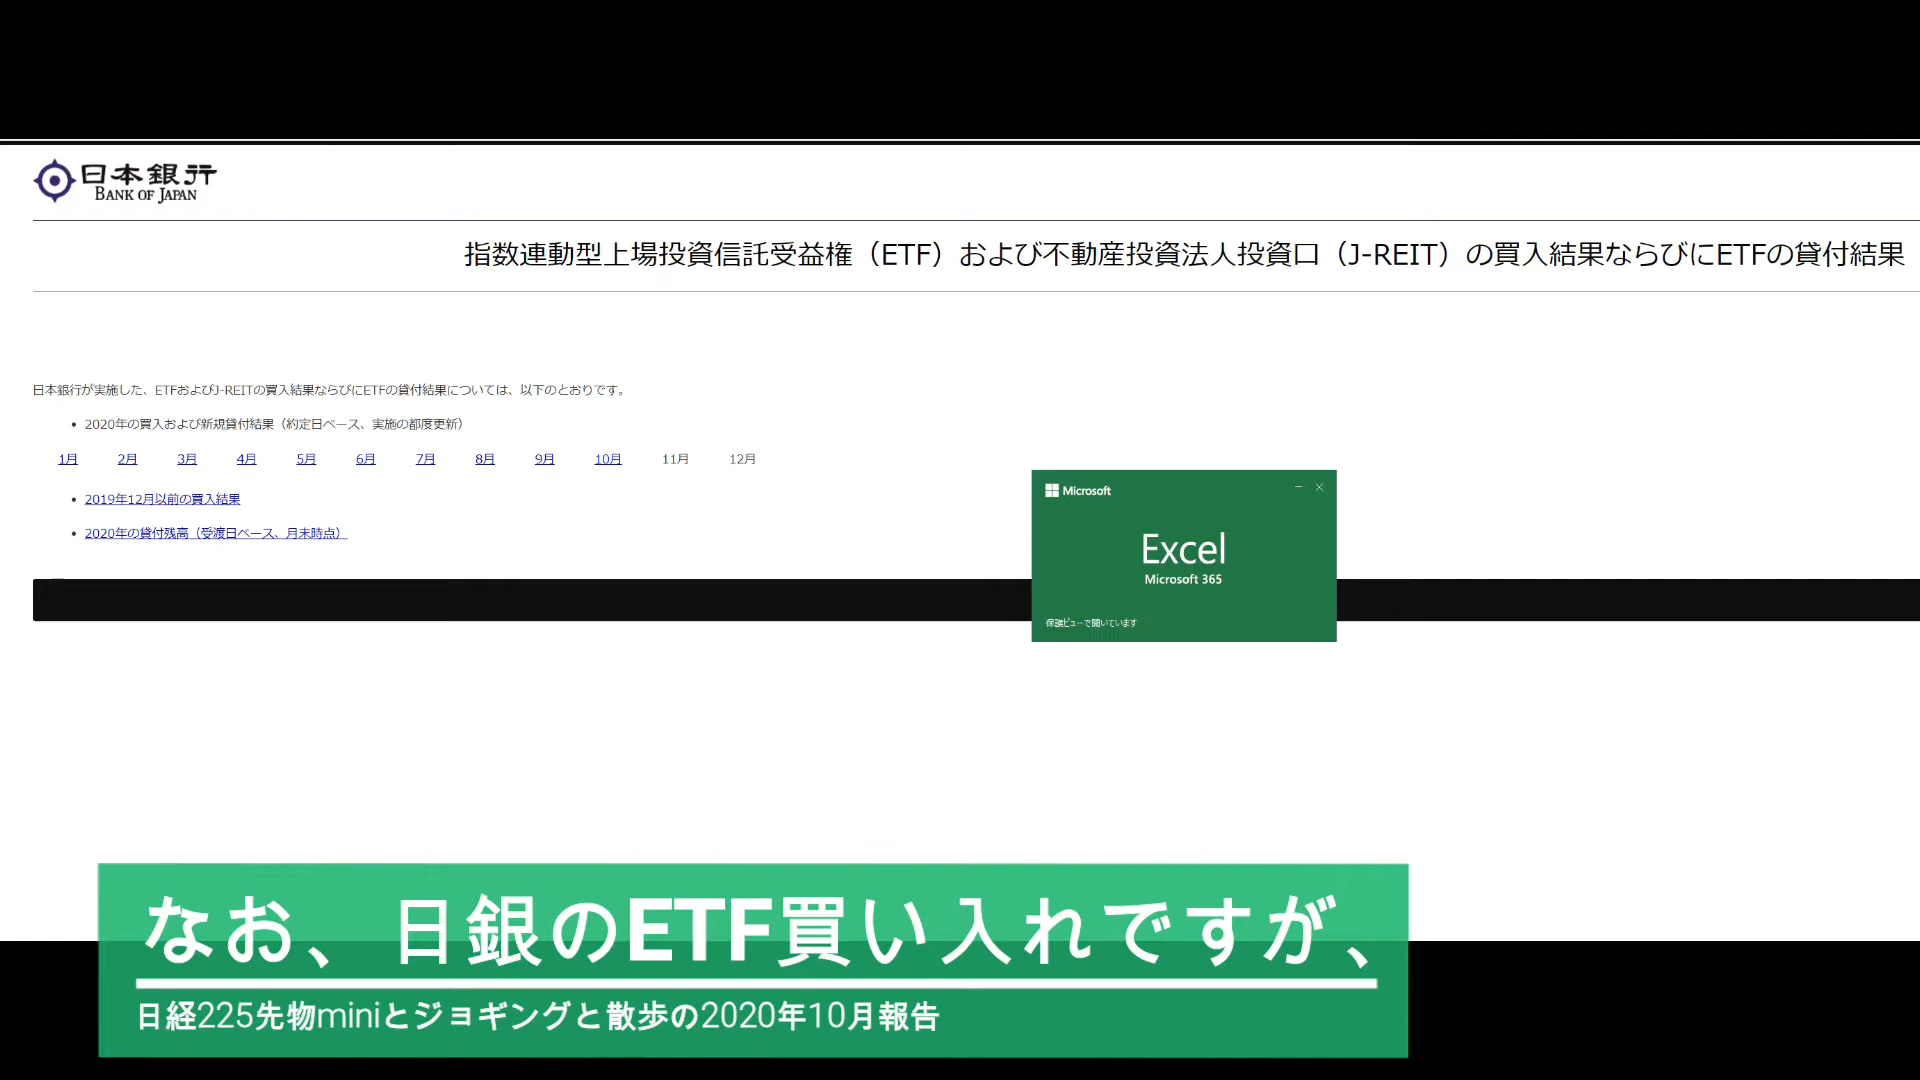 日本銀行
BANK OF JAPAN
指数連動型上場投資信託受益権（ETF）および不動産投資法人投資口（J-REIT）の買入結果ならびにETFの貸付結果
日本銀行が実施した、ETFおよびJ-REITの買入結果ならびにETFの貸付結果については、以下のとおりです。
• 2020年の買入および新規貸付結果（約定日ベース、実施の都度更新）
1月 2月 3月 4月 5月 6月 7月 8月 9月 10月 11月 12月
• 2019年12月以前の買入結果
• 2020年の貸付残高（受渡日ベース、月末時点）
Microsoft
Excel
Microsoft 365
保護ビューで開いています
なお、日銀のETF買い入れですが、
日経225先物miniとジョギングと散歩の2020年10月報告